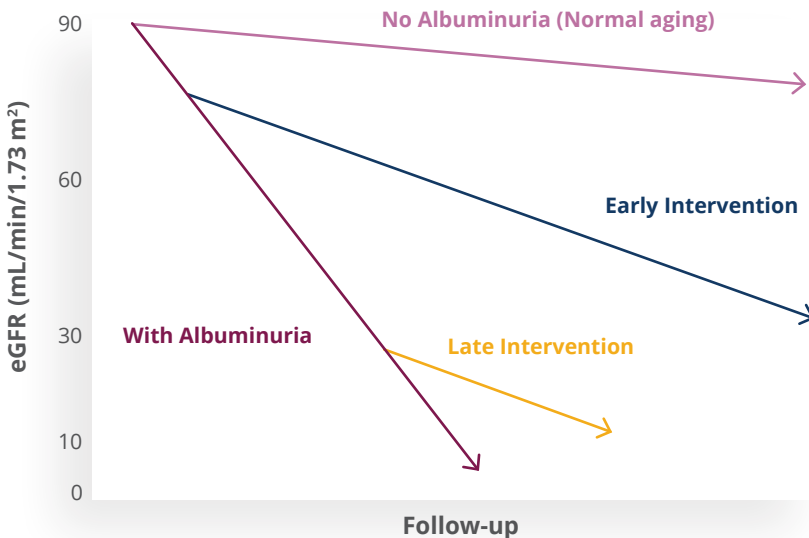 No Albuminuria (Normal aging)
90
60
30
10
0
eGFR (mL/min/1.73 m²)
Early Intervention
With Albuminuria
Late Intervention
Follow-up